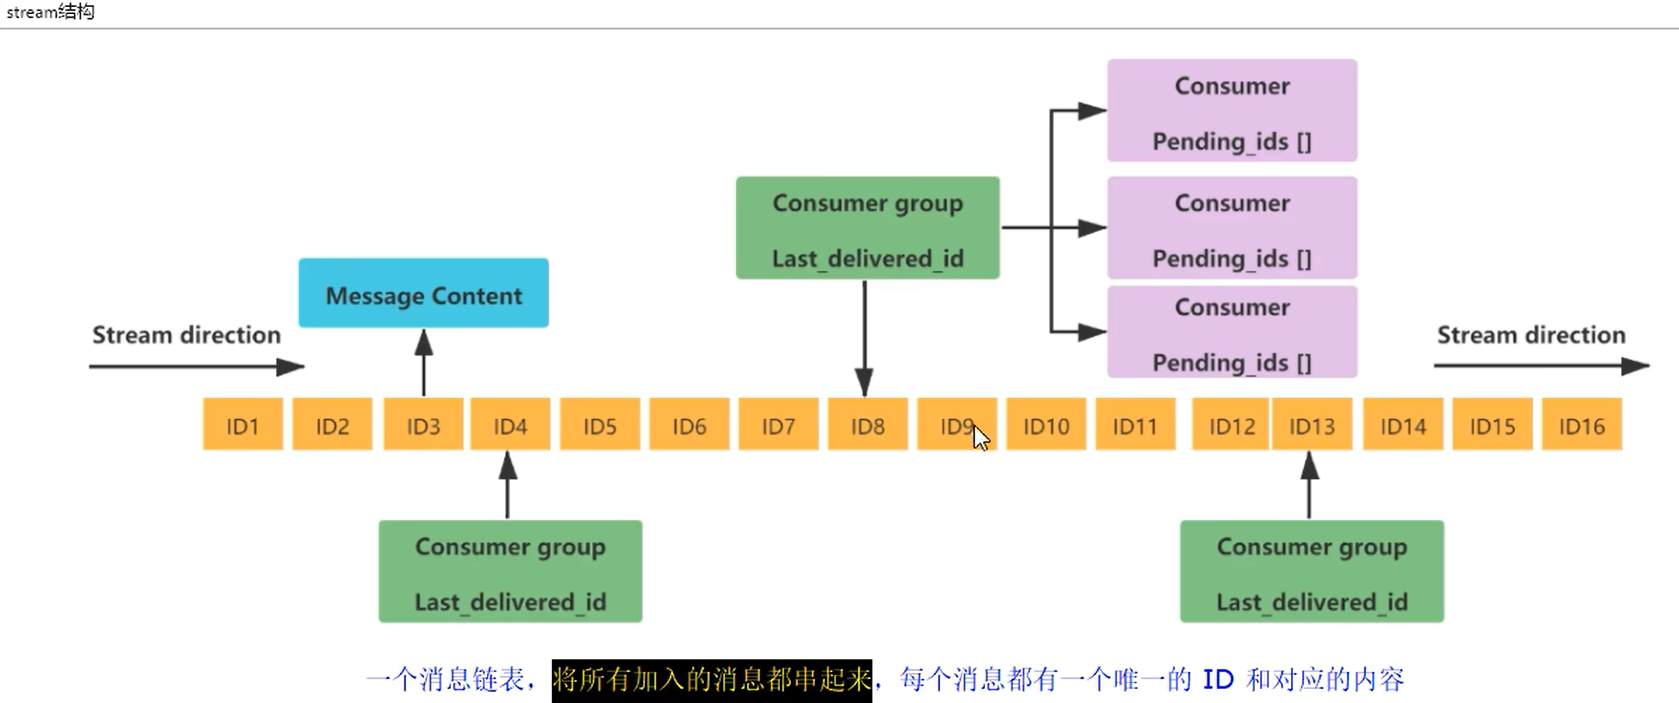 stream结构
Consumer
Pending_ids []
Consumer group
Last_delivered_id
Consumer
Pending_ids []
Message Content
Consumer
Pending_ids []
Stream direction
Stream direction
ID1 ID2 ID3 ID4 ID5 ID6 ID7 ID8 ID9 ID10 ID11 ID12 ID13 ID14 ID15 ID16
Consumer group
Last_delivered_id
Consumer group
Last_delivered_id
一个消息链表，将所有加入的消息都串起来，每个消息都有一个唯一的 ID 和对应的内容